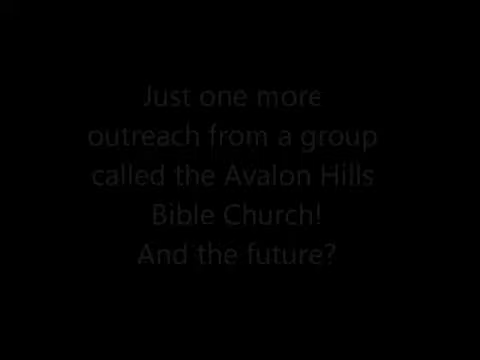 Just one more
outreach from a group
called the Avalon Hills
Bible Church!
And the future?